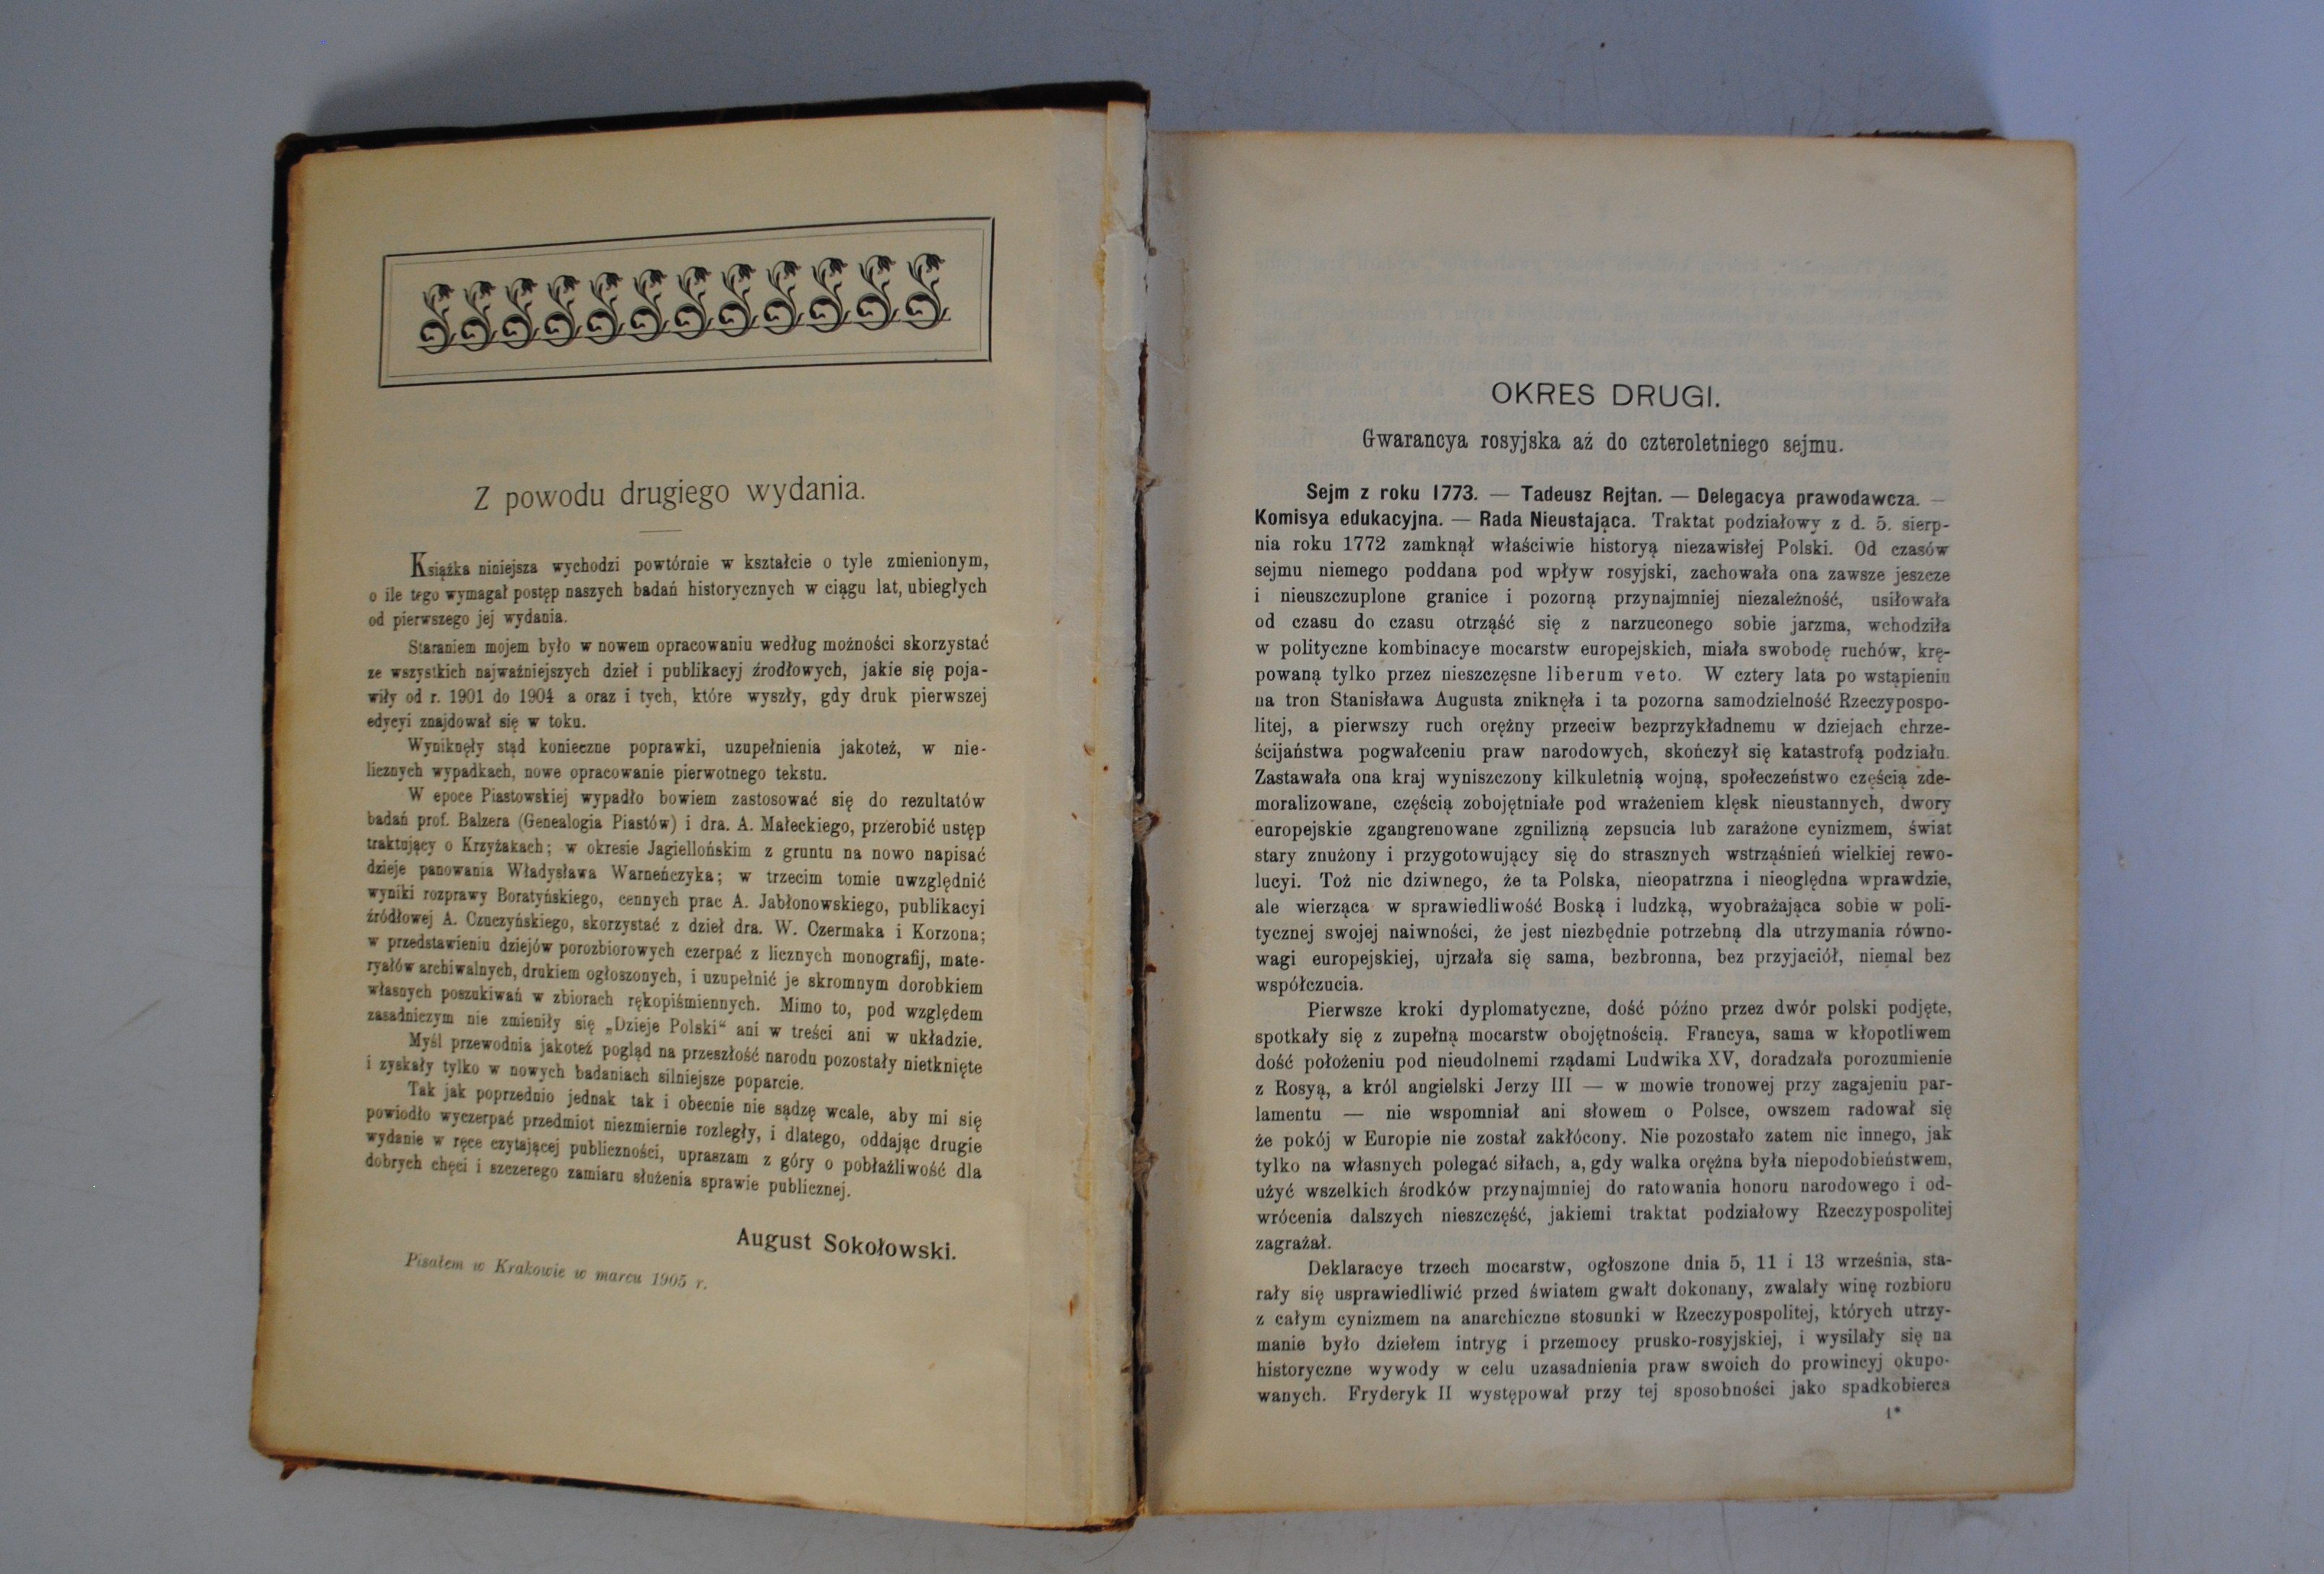 Z powodu drugiego wydania.
Książka niniejsza wychodzi powtórnie w kształcie o tyle zmienionym,
o ile tego wymagał postęp naszych badań historycznych w ciągu lat, ubiegłych
od pierwszego jej wydania.
Staraniem mojem było w nowem opracowaniu według możności skorzystać
ze wszystkich najważniejszych dzieł i publikacyj źródłowych, jakie się poja-
wiły od r. 1901 do 1904 a oraz i tych, które wyszły, gdy druk pierwszej
edycyi znajdował się w toku.
Wyniknęły stąd konieczne poprawki, uzupełnienia jakoteż, w nie-
licznych wypadkach, nowe opracowanie pierwotnego tekstu.
W epoce Piastowskiej wypadło bowiem zastosować się do rezultatów
badań prof. Balzera (Genealogia Piastów) i dra. A. Małeckiego, przerobić ustęp
traktujący o Krzyżakach; w okresie Jagiellońskim z gruntu na nowo napisać
dzieje panowania Władysława Warneńczyka; w trzecim tomie uwzględnić
wyniki rozprawy Boratyńskiego, cennych prac A. Jabłonowskiego, publikacyi
źródłowej A. Czuczyńskiego, skorzystać z dzieł dra. W. Czermaka i Korzona;
w przedstawieniu dziejów porozbiorowych czerpać z licznych monografij, mate-
ryałów archiwalnych, drukiem ogłoszonych, i uzupełnić je skromnym dorobkiem
własnych poszukiwań w zbiorach rękopiśmiennych. Mimo to, pod względem
zasadniczym nie zmieniły się „Dzieje Polski“ ani w treści ani w układzie.
Myśl przewodnia jakoteż pogląd na przeszłość narodu pozostały nietknięte
i zyskały tylko w nowych badaniach silniejsze poparcie.
Tak jak poprzednio jednak tak i obecnie nie sądzę wcale, aby mi się
powiodło wyczerpać przedmiot niezmiernie rozległy, i dlatego, oddając drugie
wydanie w ręce czytającej publiczności, upraszam z góry o pobłażliwość dla
dobrych chęci i szczerego zamiaru służenia sprawie publicznej.
August Sokołowski.
Pisałem w Krakowie w marcu 1905 r.
OKRES DRUGI.
Gwarancya rosyjska aż do czteroletniego sejmu.
Sejm z roku 1773. — Tadeusz Rejtan. — Delegacya prawodawcza. —
Komisya edukacyjna. — Rada Nieustająca. Traktat podziałowy z d. 5. sierp-
nia roku 1772 zamknął właściwie historyą niezawisłej Polski. Od czasów
sejmu niemego poddana pod wpływ rosyjski, zachowała ona zawsze jeszcze
i nieuszczuplone granice i pozorną przynajmniej niezależność, usiłowała
od czasu do czasu otrząść się z narzuconego sobie jarzma, wchodziła
w polityczne kombinacye mocarstw europejskich, miała swobodę ruchów, krę-
powaną tylko przez nieszczęsne liberum veto. W cztery lata po wstąpieniu
na tron Stanisława Augusta zniknęła i ta pozorna samodzielność Rzeczypospo-
litej, a pierwszy ruch orężny przeciw bezprzykładnemu w dziejach chrze-
ścijaństwa pogwałceniu praw narodowych, skończył się katastrofą podziału.
Zastawała ona kraj wyniszczony kilkuletnią wojną, społeczeństwo częścią zde-
moralizowane, częścią zobojętniałe pod wrażeniem klęsk nieustannych, dwory
europejskie zgangrenowane zgnilizną zepsucia lub zarażone cynizmem, świat
stary znużony i przygotowujący się do strasznych wstrząśnień wielkiej rewo-
lucyi. Toż nic dziwnego, że ta Polska, nieopatrzna i nieoględna wprawdzie,
ale wierząca w sprawiedliwość Boską i ludzką, wyobrażająca sobie w poli-
tycznej swojej naiwności, że jest niezbędnie potrzebną dla utrzymania równo-
wagi europejskiej, ujrzała się sama, bezbronna, bez przyjaciół, niemal bez
współczucia.
Pierwsze kroki dyplomatyczne, dość późno przez dwór polski podjęte,
spotkały się z zupełną mocarstw obojętnością. Francya, sama w kłopotliwem
dość położeniu pod nieudolnemi rządami Ludwika XV, doradzała porozumienie
z Rosyą, a król angielski Jerzy III — w mowie tronowej przy zagajeniu par-
lamentu — nie wspomniał ani słowem o Polsce, owszem radował się
że pokój w Europie nie został zakłócony. Nie pozostało zatem nic innego, jak
tylko na własnych polegać siłach, a, gdy walka orężna była niepodobieństwem,
użyć wszelkich środków przynajmniej do ratowania honoru narodowego i od-
wrócenia dalszych nieszczęść, jakiemi traktat podziałowy Rzeczypospolitej
zagrażał.
Deklaracye trzech mocarstw, ogłoszone dnia 5, 11 i 13 września, sta-
rały się usprawiedliwić przed światem gwałt dokonany, zwalały winę rozbioru
z całym cynizmem na anarchiczne stosunki w Rzeczypospolitej, których utrzy-
manie było dziełem intryg i przemocy prusko-rosyjskiej, i wysilały się na
historyczne wywody w celu uzasadnienia praw swoich do prowincyj okupo-
wanych. Fryderyk II występował przy tej sposobności jako spadkobierca
1*